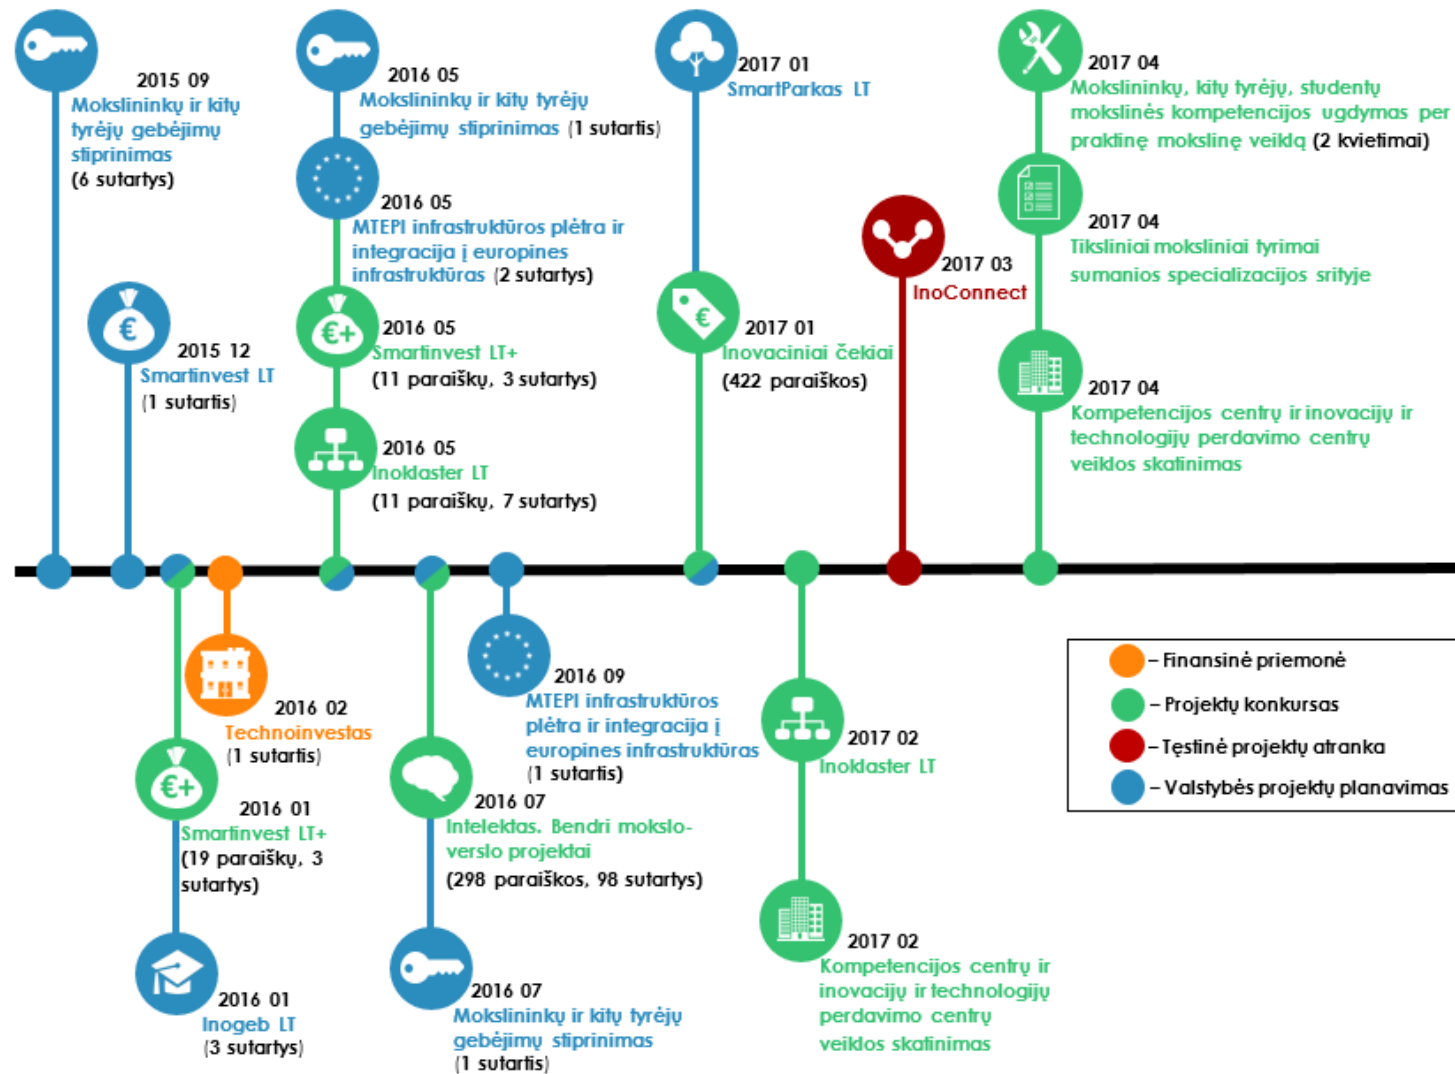 2015 09
Mokslininkų ir kitų
tyrėjų gebėjimų
stiprinimas
(6 sutartys)
2015 12
Smartinvest LT
(1 sutartis)
2016 05
Mokslininkų ir kitų tyrėjų
gebėjimų stiprinimas (1 sutartis)
2016 05
MTEPI infrastruktūros plėtra ir
integracija į europines
infrastruktūras (2 sutartys)
2016 05
Smartinvest LT+
(11 paraiškų, 3 sutartys)
2016 05
Inoklaster LT
(11 paraiškų, 7 sutartys)
2017 01
SmartParkas LT
2017 01
Inovaciniai čekiai
(422 paraiškos)
2017 03
InoConnect
2017 04
Mokslininkų, kitų tyrėjų, studentų
mokslinės kompetencijos ugdymas per
praktinę mokslinę veiklą (2 kvietimai)
2017 04
Tiksliniai moksliniai tyrimai
sumanios specializacijos srityje
2017 04
Kompetencijos centrų ir inovacijų ir
technologijų perdavimo centrų
veiklos skatinimas
€
€+
€
2016 02
Technoinvestas
(1 sutartis)
€+
2016 01
Smartinvest LT+
(19 paraiškų, 3
sutartys)
2016 01
Inogeb LT
(3 sutartys)
2016 09
MTEPI infrastruktūros
plėtra ir integracija į
europines infrastruktūras
(1 sutartis)
2016 07
Intelektas. Bendri mokslo-
verslo projektai
(298 paraiškos, 98 sutartys)
2016 07
Mokslininkų ir kitų tyrėjų
gebėjimų stiprinimas
(1 sutartis)
2017 02
Inoklaster LT
2017 02
Kompetencijos centrų ir
inovacijų ir technologijų
perdavimo centrų
veiklos skatinimas
– Finansinė priemonė
– Projektų konkursas
– Tęstinė projektų atranka
– Valstybės projektų planavimas